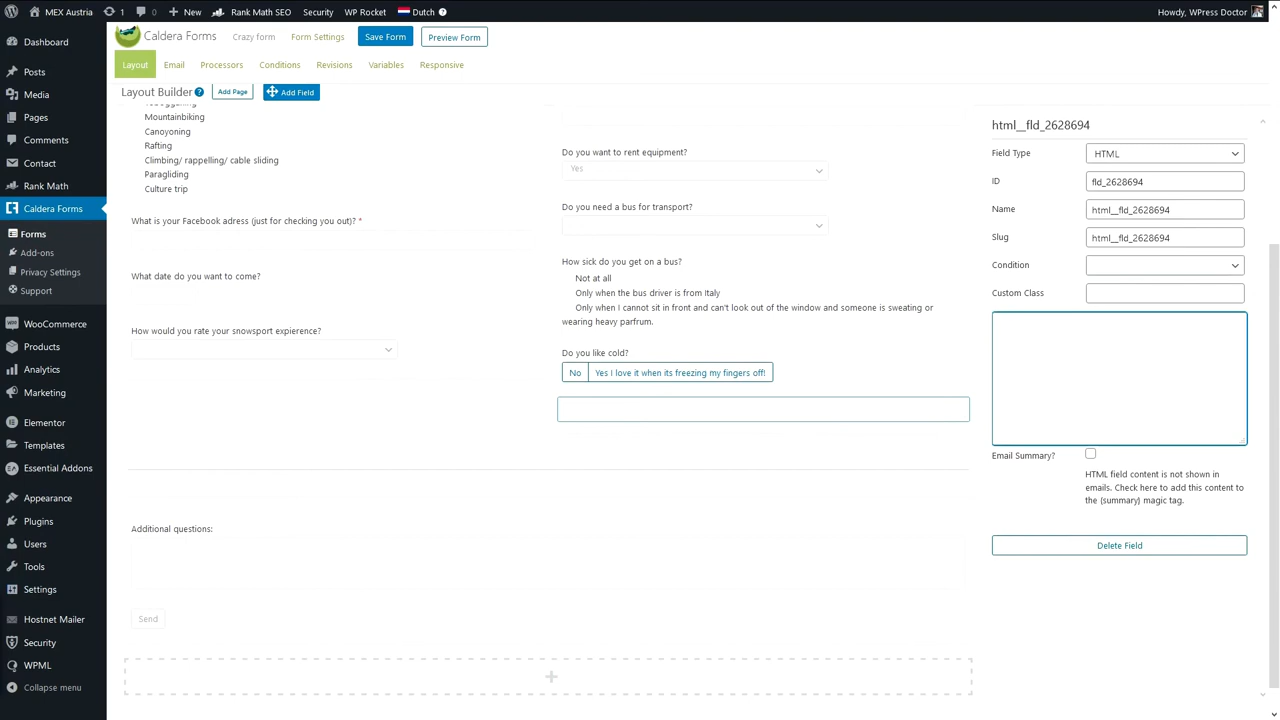 MEX Austria
1
0
New
Rank Math SEO
Security
WP Rocket
Dutch
Howdy, WPress Doctor
Dashboard
Posts
Media
Pages
Comments
Contact
Rank Math
Caldera Forms
Forms
Add-ons
Privacy Settings
Support
WooCommerce
Products
Analytics
Marketing
Elementor
Templates
Essential Addons
Appearance
Plugins
Users
Tools
Hostnet Mailer
Security
WPML
Collapse menu
Caldera Forms
Crazy form
Form Settings
Save Form
Preview Form
Layout
Email
Processors
Conditions
Revisions
Variables
Responsive
Layout Builder ?
Add Page
Add Field
Mountainbiking
Canoyoning
Rafting
Climbing/ rappelling/ cable sliding
Paragliding
Culture trip
What is your Facebook adress (just for checking you out)? *
What date do you want to come?
How would you rate your snowsport expierence?
Do you want to rent equipment?
Yes
Do you need a bus for transport?
How sick do you get on a bus?
Not at all
Only when the bus driver is from Italy
Only when I cannot sit in front and can't look out of the window and someone is sweating or
wearing heavy parfrum.
Do you like cold?
No
Yes I love it when its freezing my fingers off!
Additional questions:
Send
+
html__fld_2628694
Field Type
HTML
ID
fld_2628694
Name
html__fld_2628694
Slug
html__fld_2628694
Condition
Custom Class
Email Summary?
HTML field content is not shown in
emails. Check here to add this content to
the {summary} magic tag.
Delete Field